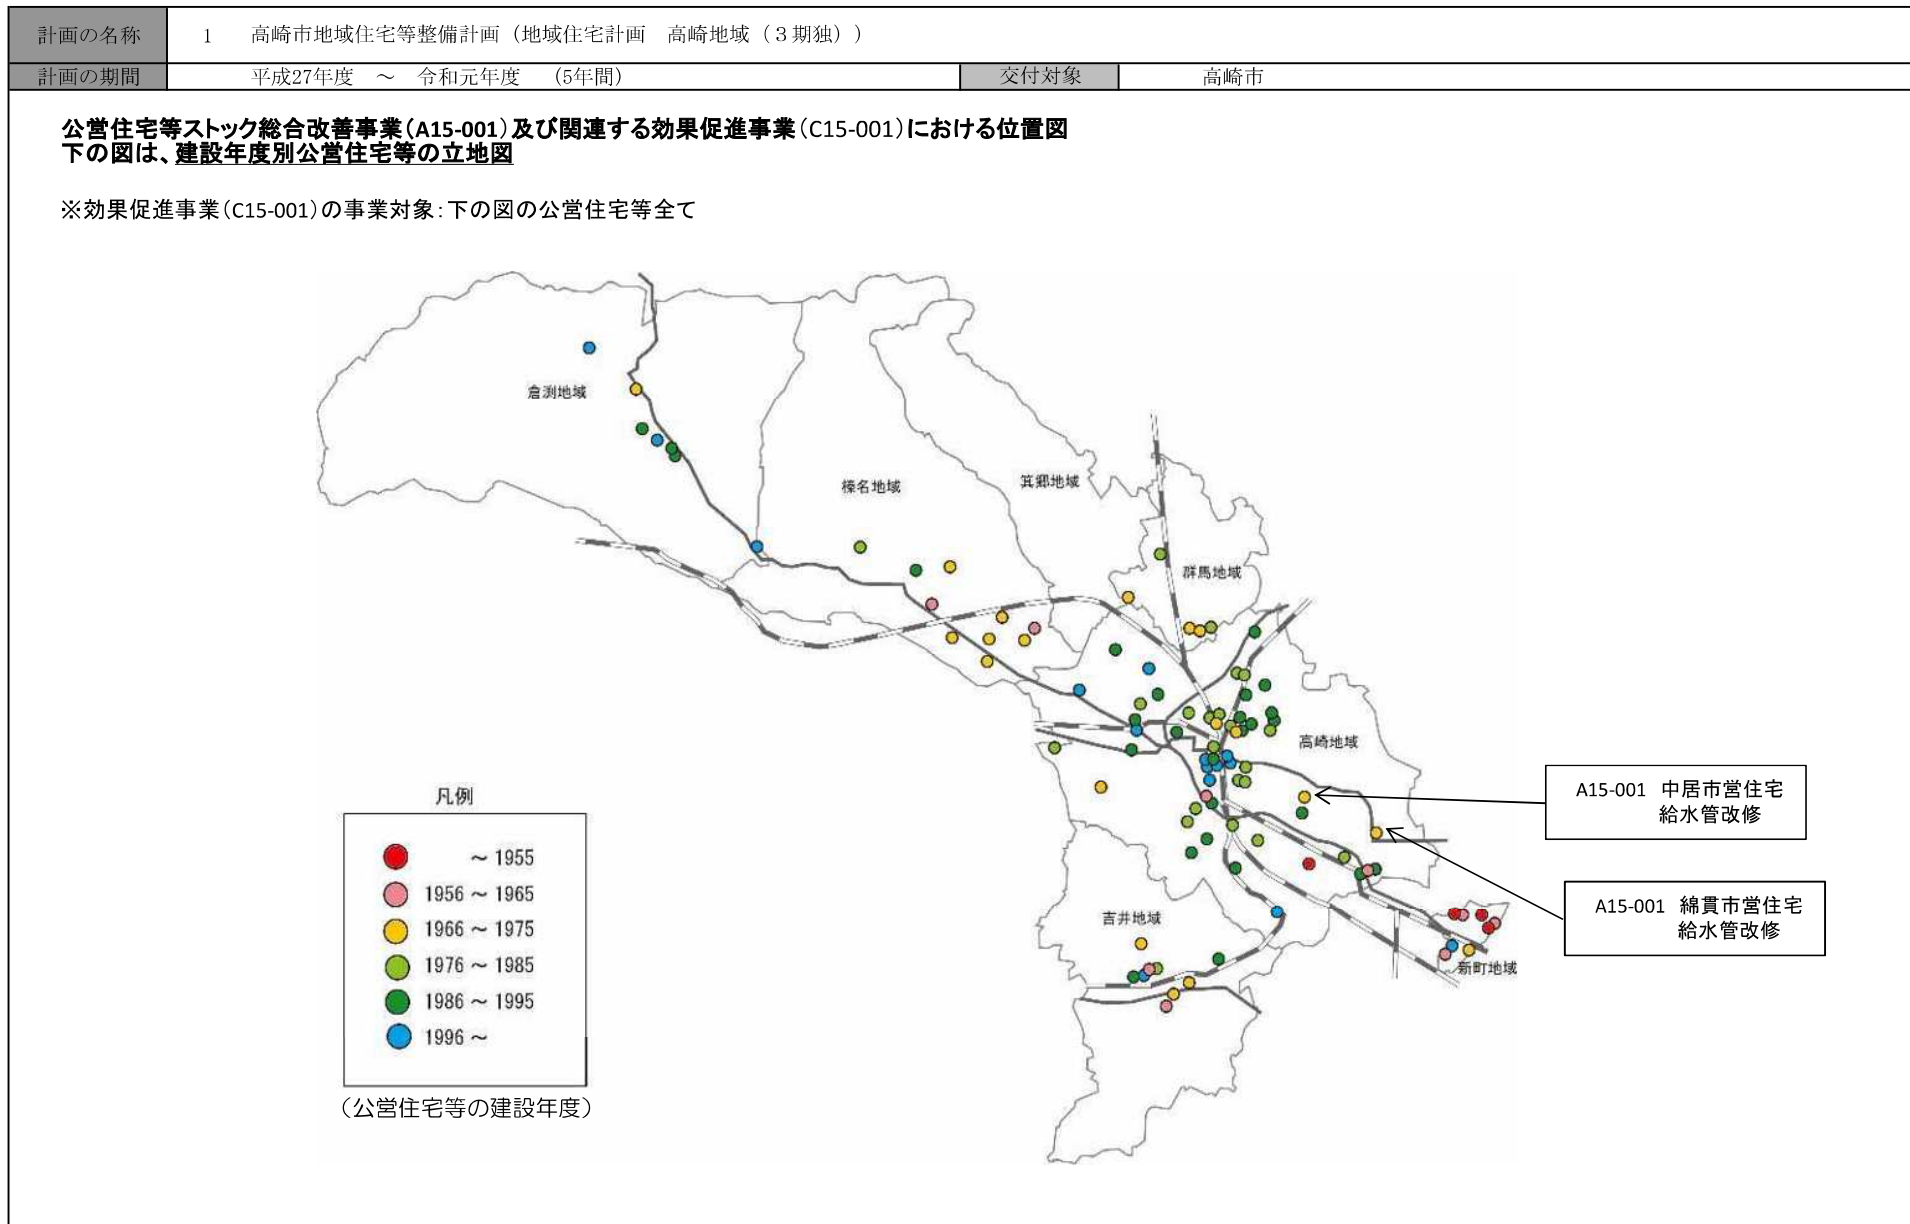 計画の名称 1 高崎市地域住宅等整備計画（地域住宅計画　高崎地域（３期独））
計画の期間 平成27年度　～　令和元年度　（5年間） 交付対象 高崎市
公営住宅等ストック総合改善事業（A15-001）及び関連する効果促進事業（C15-001）における位置図
下の図は、建設年度別公営住宅等の立地図
※効果促進事業（C15-001）の事業対象：下の図の公営住宅等全て
倉渕地域
榛名地域
箕郷地域
群馬地域
高崎地域
吉井地域
新町地域
A15-001　中居市営住宅
給水管改修
A15-001　綿貫市営住宅
給水管改修
凡例
～ 1955
1956 ～ 1965
1966 ～ 1975
1976 ～ 1985
1986 ～ 1995
1996 ～
（公営住宅等の建設年度）